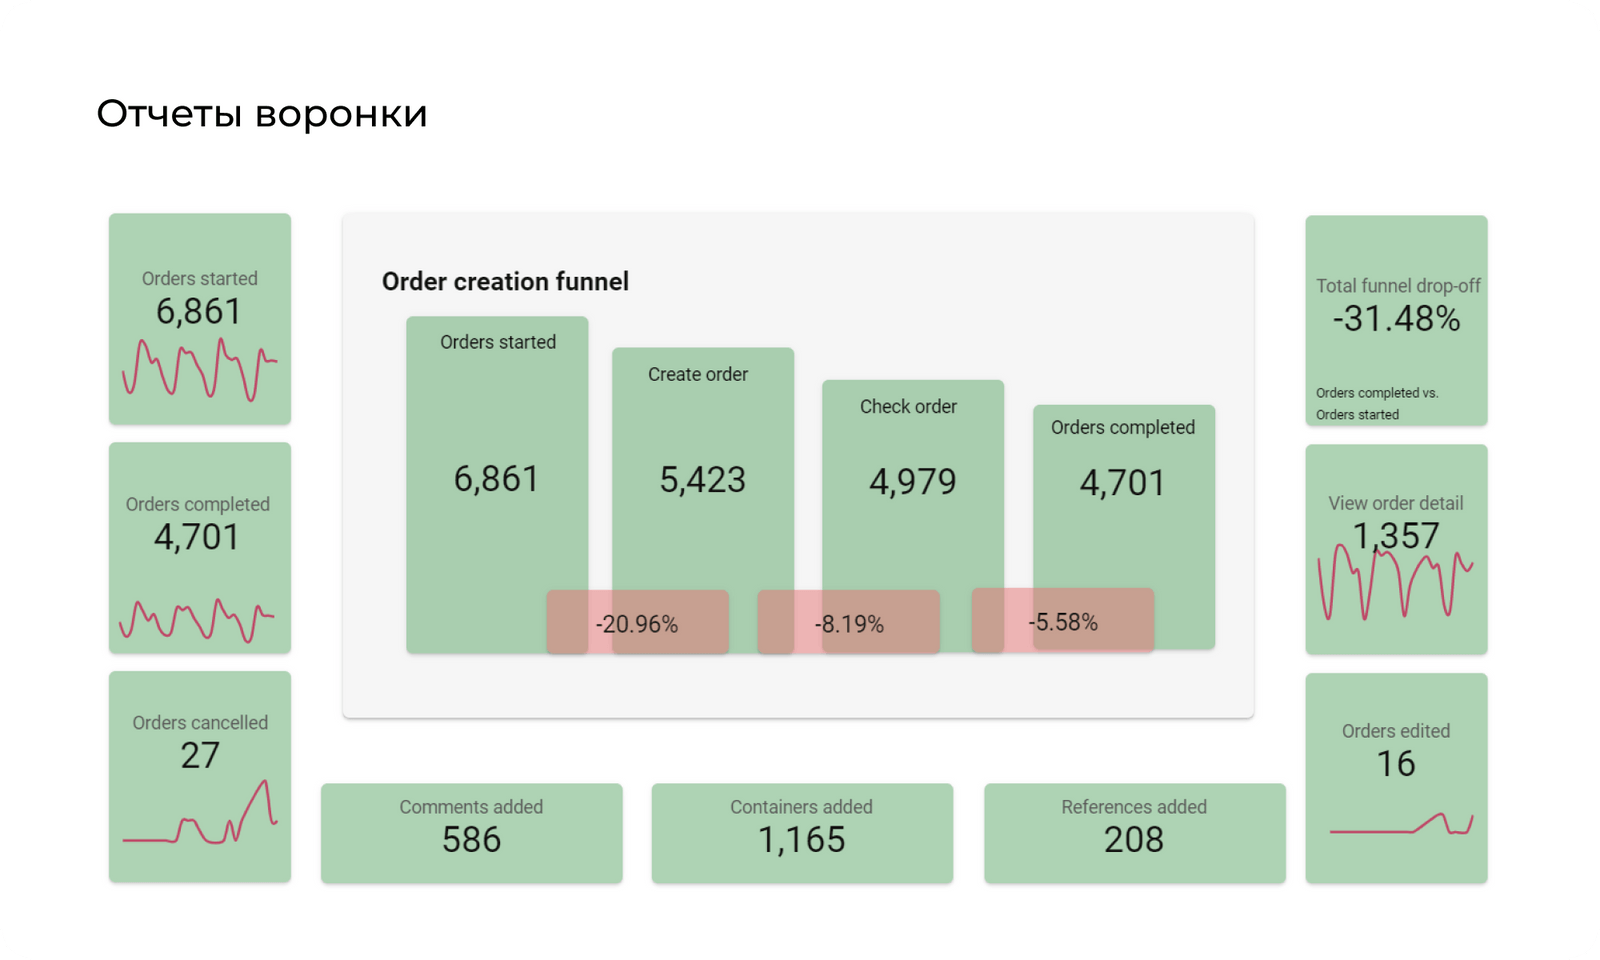 Отчеты воронки
Orders started
6,861
Orders completed
4,701
Orders cancelled
27
Order creation funnel
Orders started
6,861
Create order
5,423
Check order
4,979
Orders completed
4,701
-20.96%
-8.19%
-5.58%
Comments added
586
Containers added
1,165
References added
208
Total funnel drop-off
-31.48%
Orders completed vs.
Orders started
View order detail
1,357
Orders edited
16